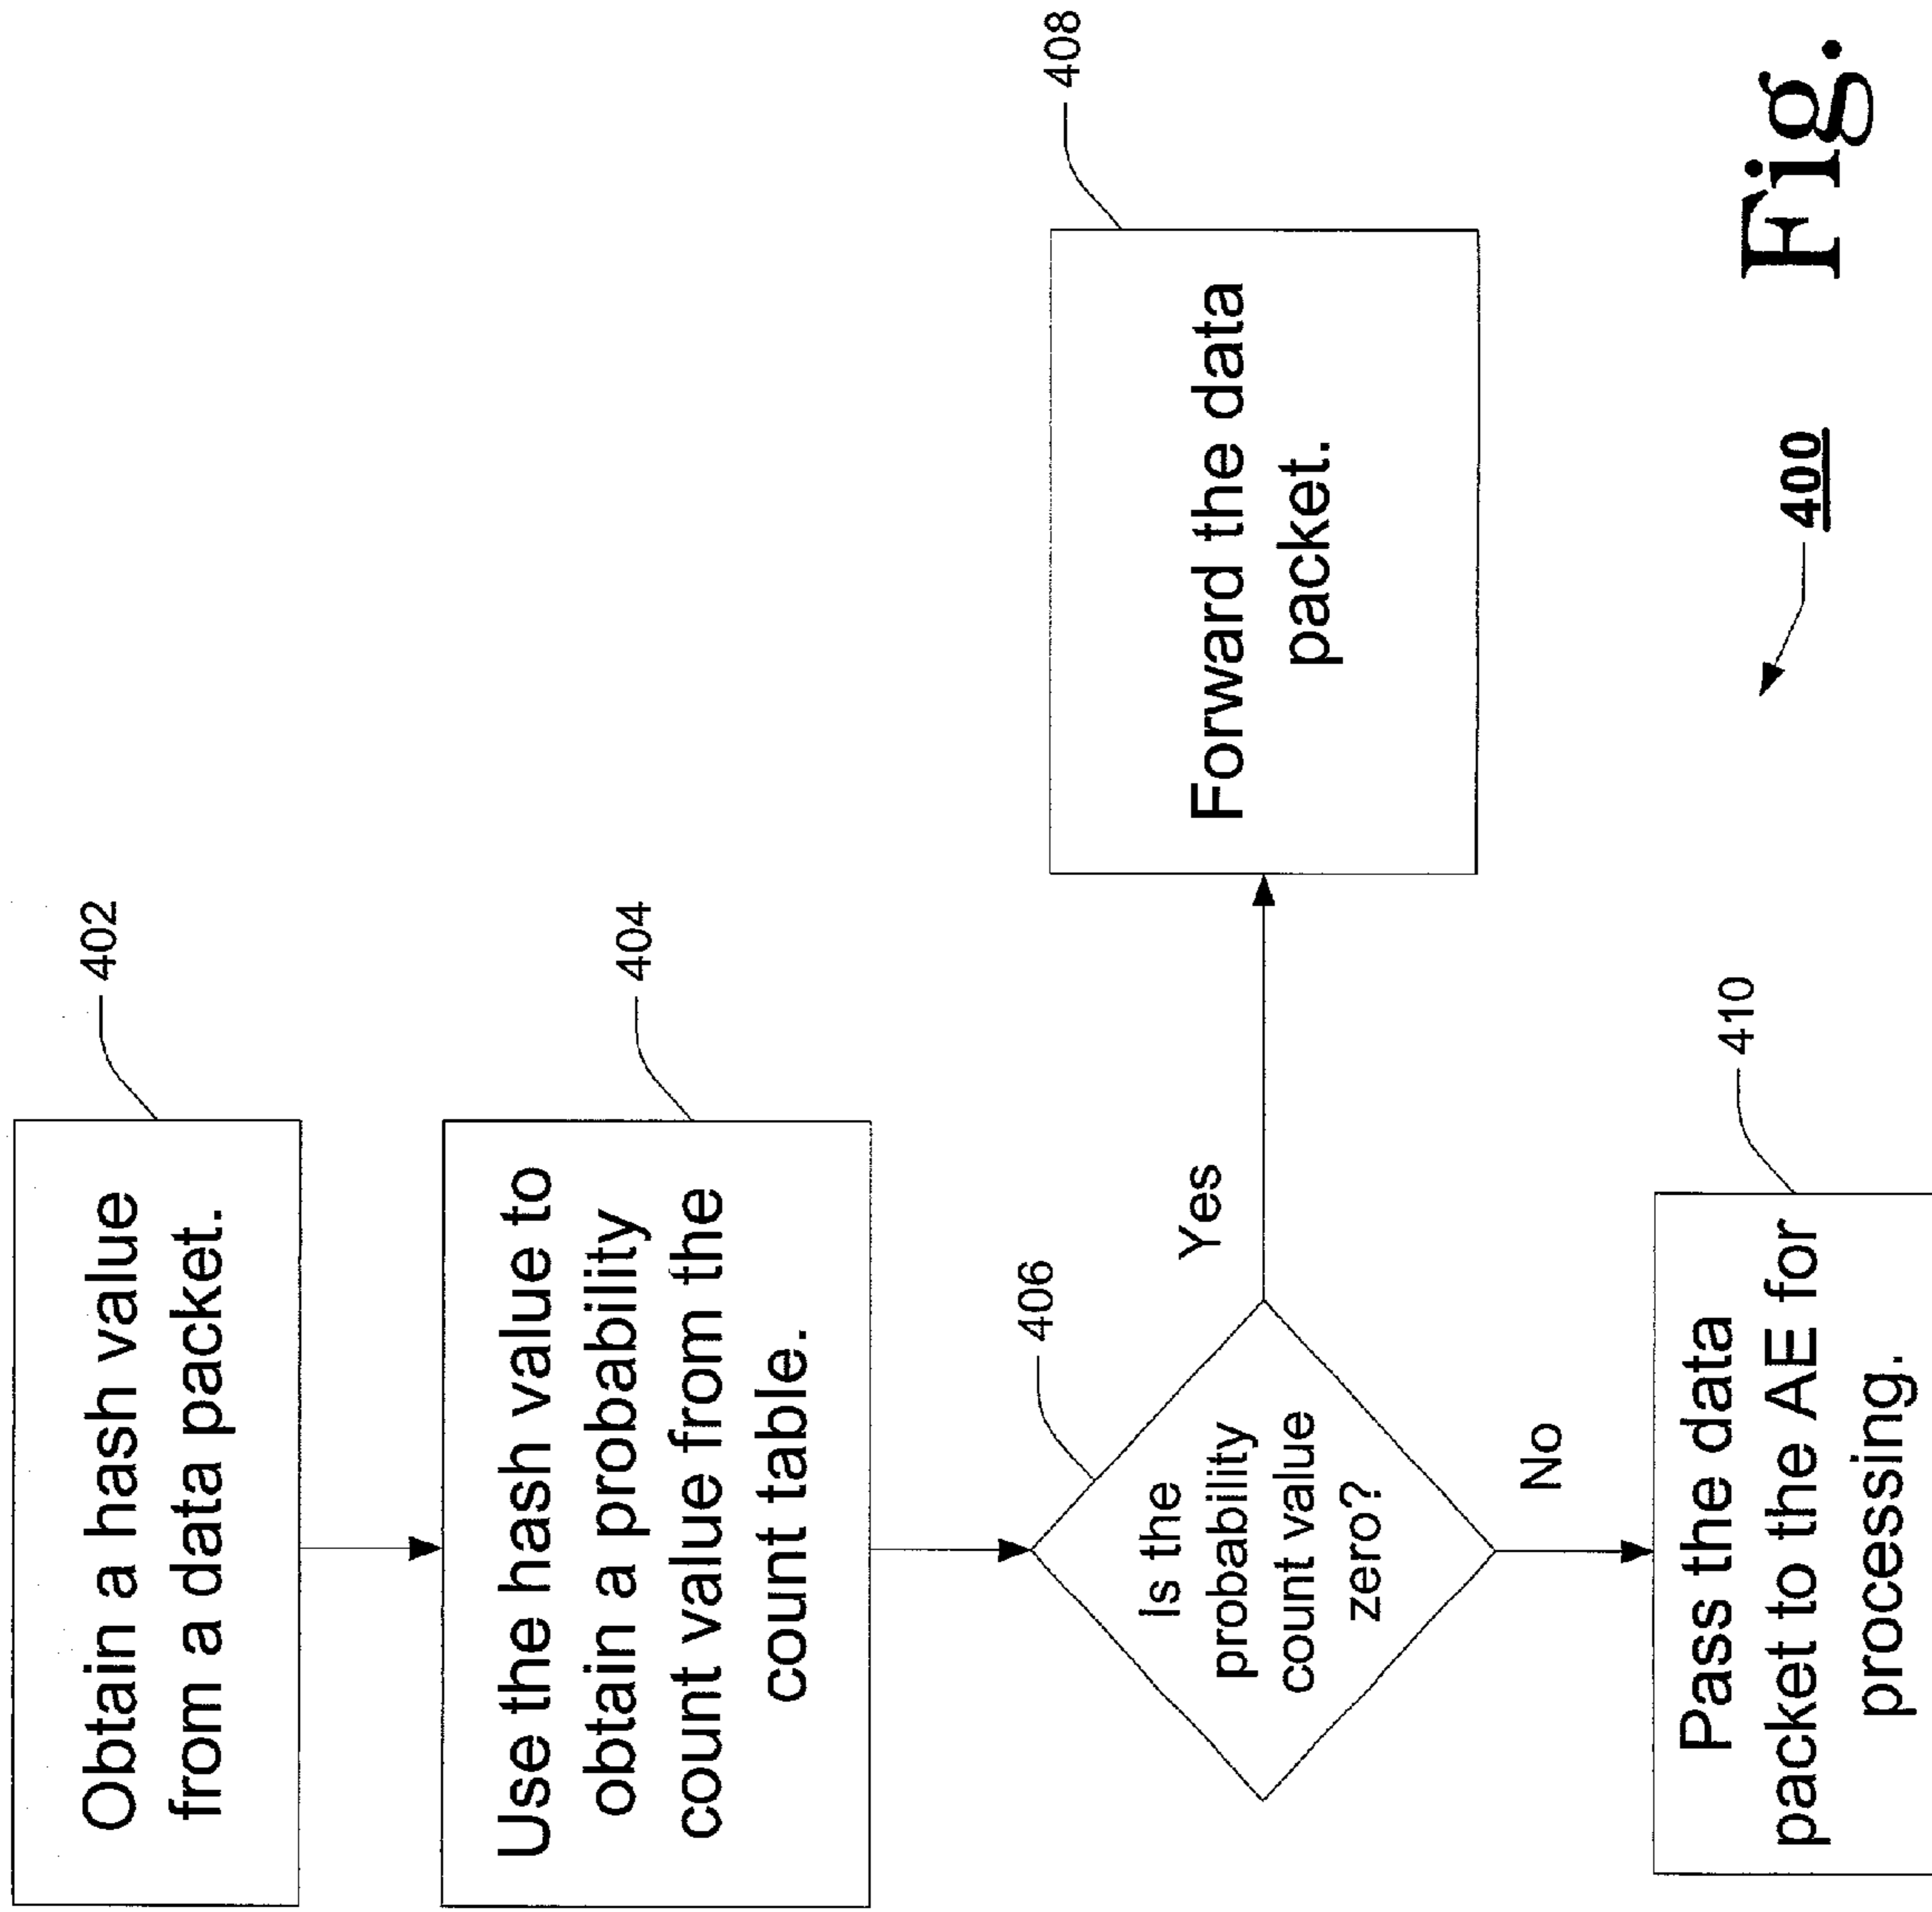 402
Obtain a hash value
from a data packet.
404
Use the hash value to
obtain a probability
count value from the
count table.
406
Is the
probability
count value
zero?
Yes
408
Forward the data
packet.
No
410
Pass the data
packet to the AE for
processing.
400
Fig.